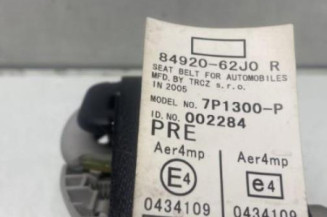 84920-62J0 R
SEAT BELT FOR AUTOMOBILES
MFD. BY TRCZ s.r.o.
IN 2005
MODEL NO. 7P1300-P
I.D. NO. 002284
PRE
Aer4mp Aer4mp
E4 e4
0434109 0434109